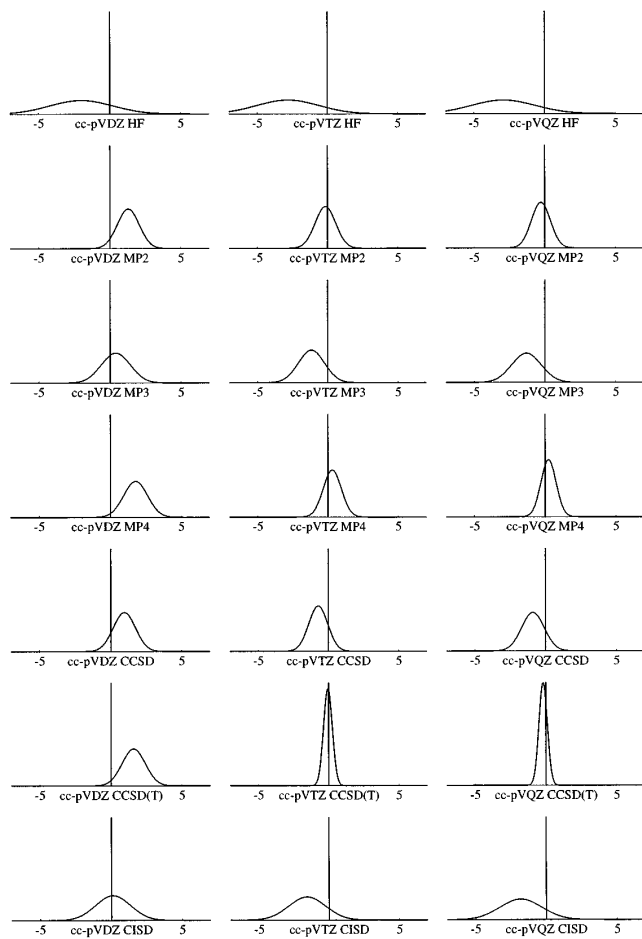 -5 cc-pVDZ HF 5 -5 cc-pVTZ HF 5 -5 cc-pVQZ HF 5
-5 cc-pVDZ MP2 5 -5 cc-pVTZ MP2 5 -5 cc-pVQZ MP2 5
-5 cc-pVDZ MP3 5 -5 cc-pVTZ MP3 5 -5 cc-pVQZ MP3 5
-5 cc-pVDZ MP4 5 -5 cc-pVTZ MP4 5 -5 cc-pVQZ MP4 5
-5 cc-pVDZ CCSD 5 -5 cc-pVTZ CCSD 5 -5 cc-pVQZ CCSD 5
-5 cc-pVDZ CCSD(T) 5 -5 cc-pVTZ CCSD(T) 5 -5 cc-pVQZ CCSD(T) 5
-5 cc-pVDZ CISD 5 -5 cc-pVTZ CISD 5 -5 cc-pVQZ CISD 5